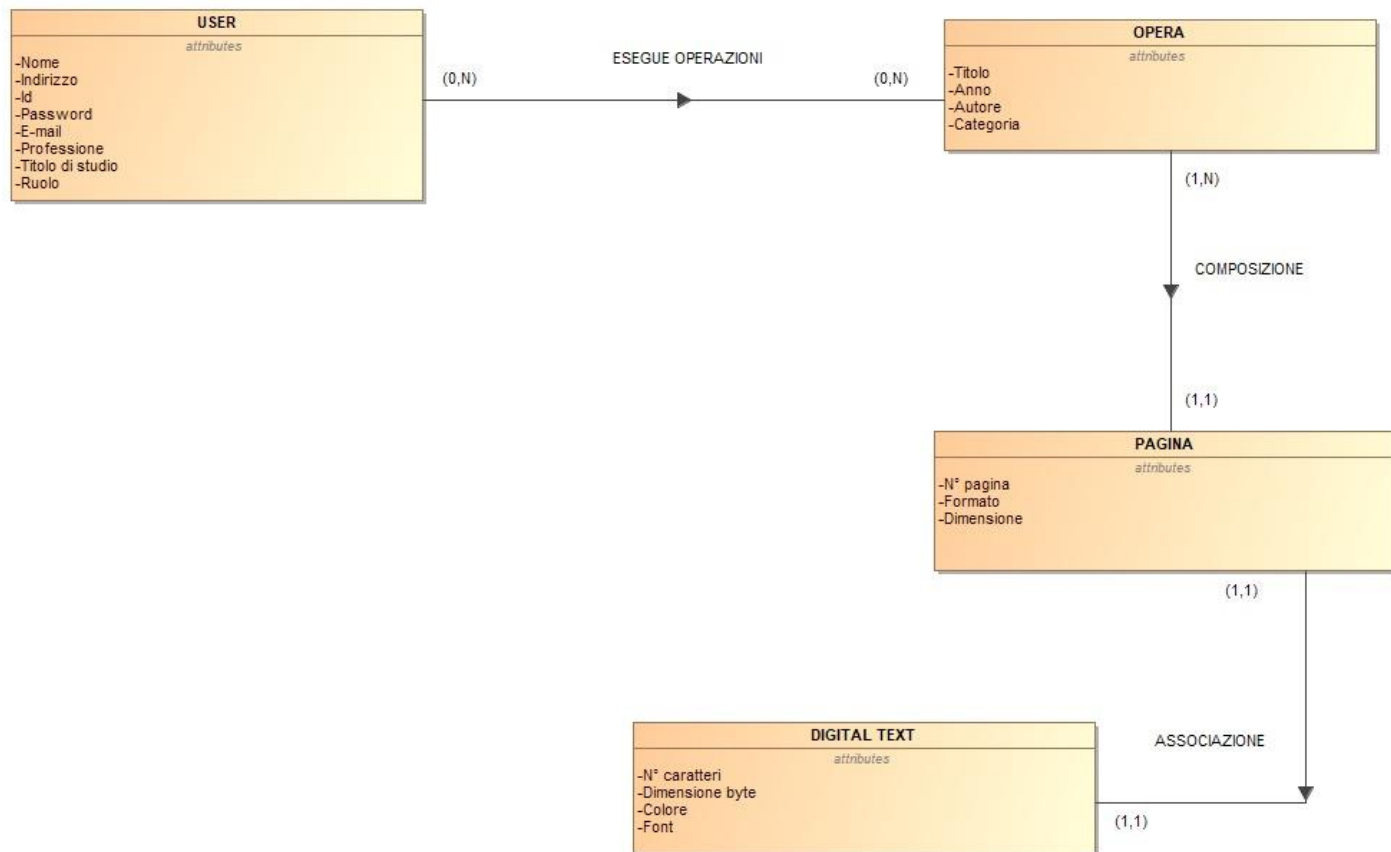 USER
attributes
-Nome
-Indirizzo
-Id
-Password
-E-mail
-Professione
-Titolo di studio
-Ruolo
ESEGUE OPERAZIONI
(0,N)
(0,N)
OPERA
attributes
-Titolo
-Anno
-Autore
-Categoria
(1,N)
COMPOSIZIONE
(1,1)
PAGINA
attributes
-N° pagina
-Formato
-Dimensione
(1,1)
ASSOCIAZIONE
(1,1)
DIGITAL TEXT
attributes
-N° caratteri
-Dimensione byte
-Colore
-Font